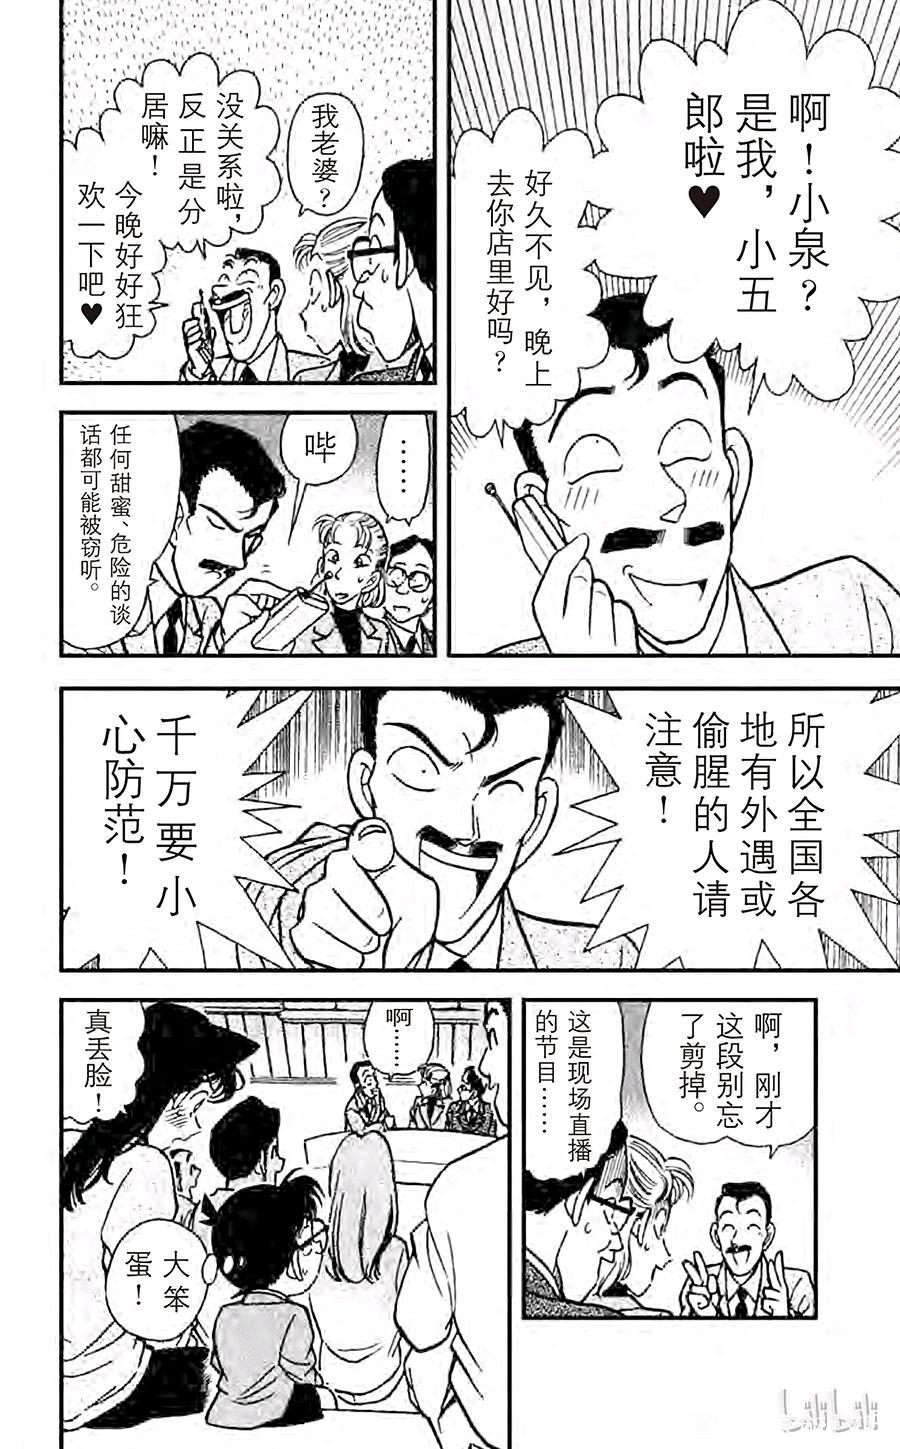 啊！小泉？
是我，小五
郎啦♥
好久不见，晚上
去你店里好吗？
我老婆？
没关系啦，
反正是分
居嘛！
今晚好好狂
欢一下吧♥
……
哔
任何甜蜜、危险的谈
话都可能被窃听。
所以全国各
地有外遇或
偷腥的人请
注意！
千万要小
心防范！
啊，刚才
这段别忘
了剪掉。
这是现场直播
的节目……
啊……
真丢脸！
大笨
蛋！
bilibili